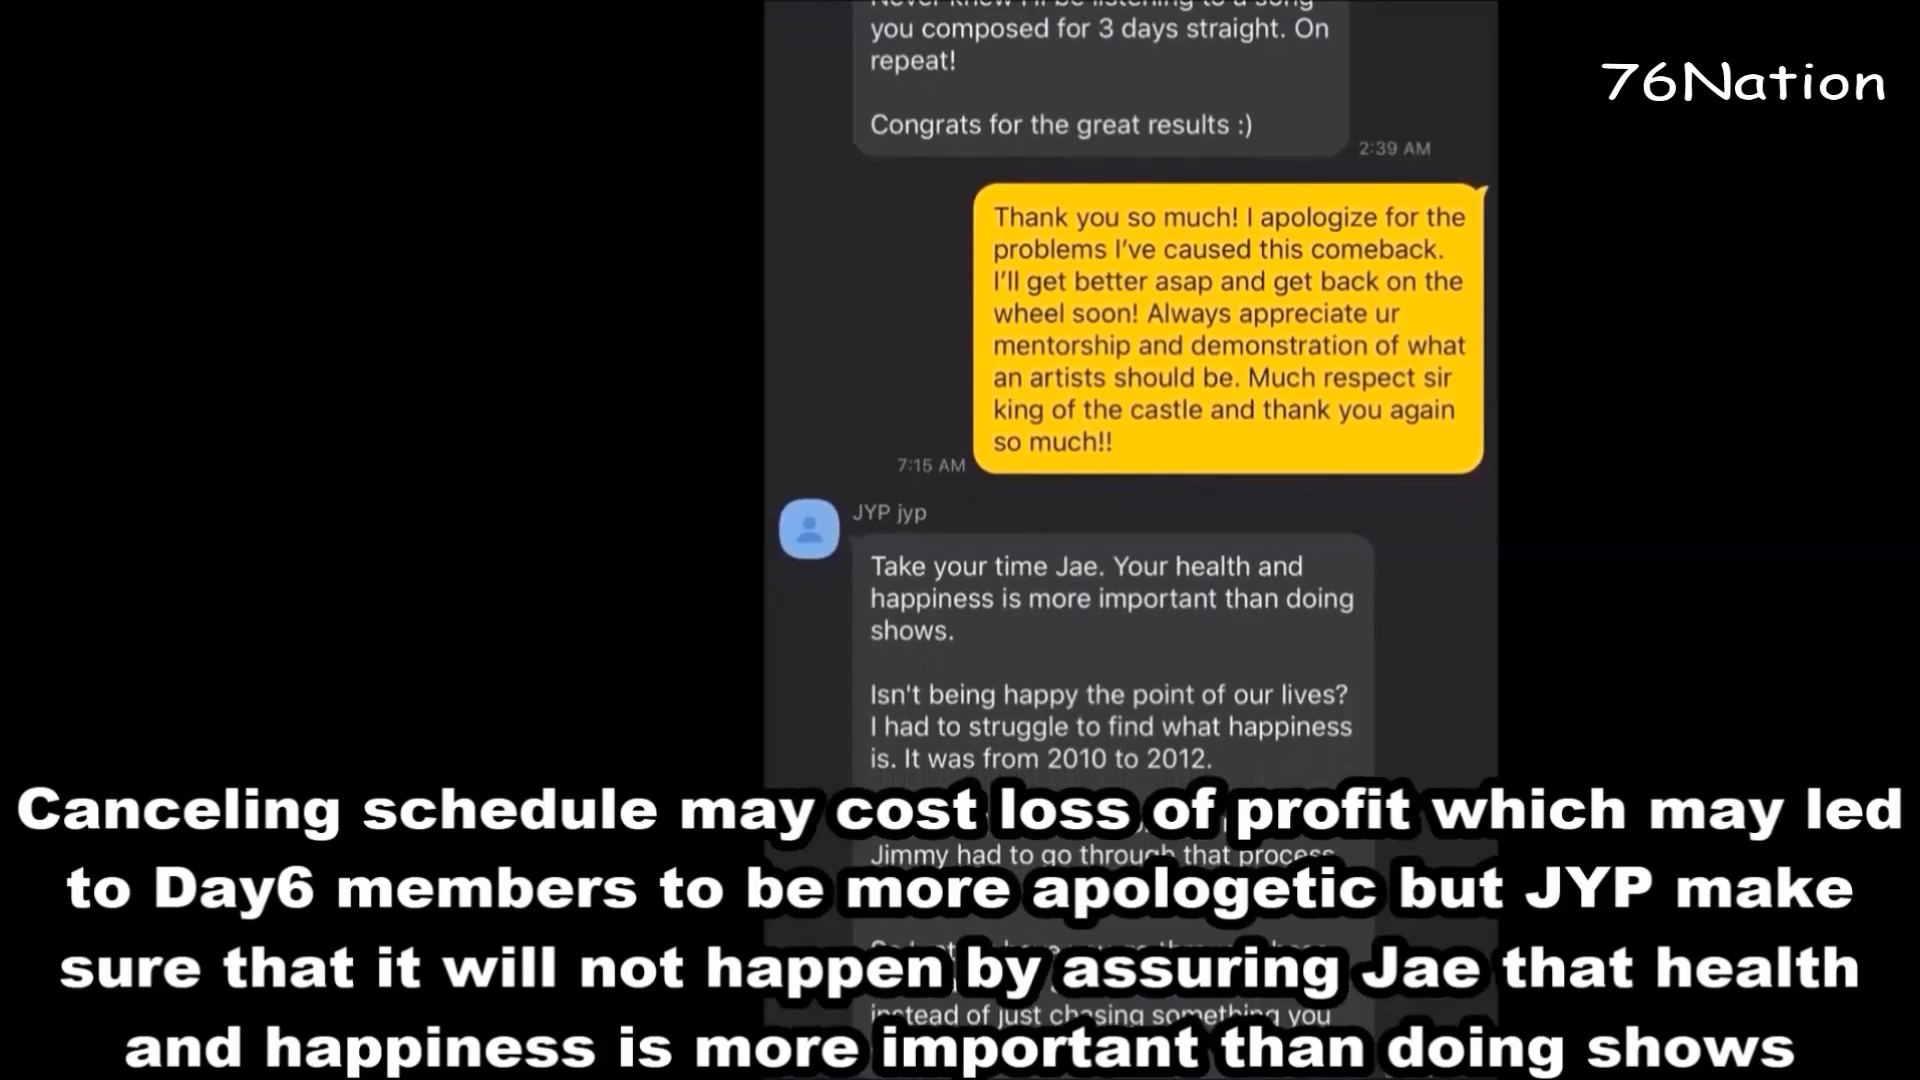 you composed for 3 days straight. On
repeat!
Congrats for the great results :)
2:39 AM
76Nation
Thank you so much! I apologize for the
problems I've caused this comeback.
I'll get better asap and get back on the
wheel soon! Always appreciate ur
mentorship and demonstration of what
an artists should be. Much respect sir
king of the castle and thank you again
so much!!
7:15 AM
JYP jyp
Take your time Jae. Your health and
happiness is more important than doing
shows.
Isn't being happy the point of our lives?
I had to struggle to find what happiness
is. It was from 2010 to 2012.
Jimmy had to go through that process
instead of just chasing something you
Canceling schedule may cost loss of profit which may led
to Day6 members to be more apologetic but JYP make
sure that it will not happen by assuring Jae that health
and happiness is more important than doing shows